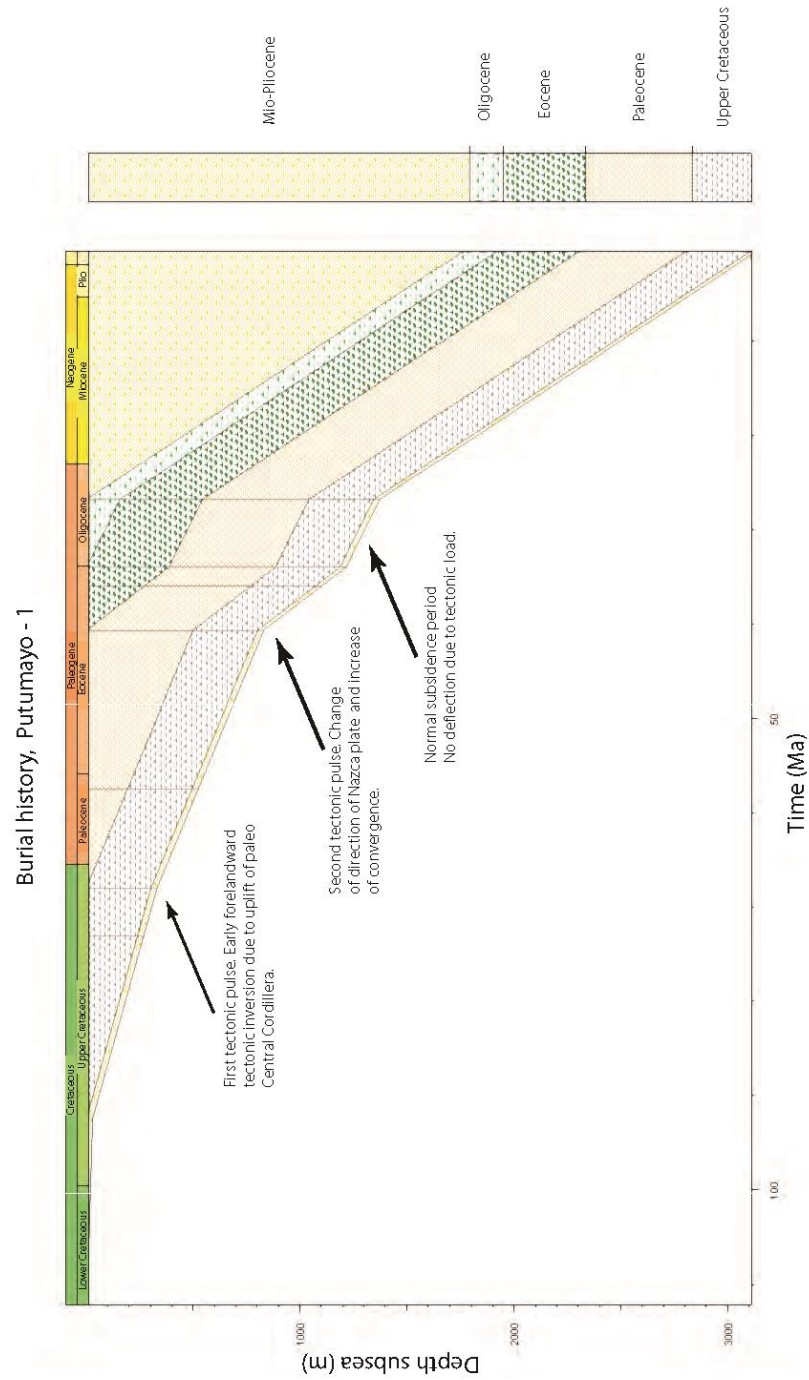 Burial history, Putumayo - 1
Cretaceous
Paleogene
Neogene
Lower Cretaceous
Upper Cretaceous
Paleocene
Eocene
Oligocene
Miocene
Plio
Mio-Pliocene
Oligocene
Eocene
Paleocene
Upper Cretaceous
First tectonic pulse. Early forelandward
tectonic inversion due to uplift of paleo
Central Cordillera.
Second tectonic pulse. Change
of direction of Nazca plate and increase
of convergence.
Normal subsidence period
No deflection due to tectonic load.
Depth subsea (m)
1000
2000
3000
100
50
Time (Ma)